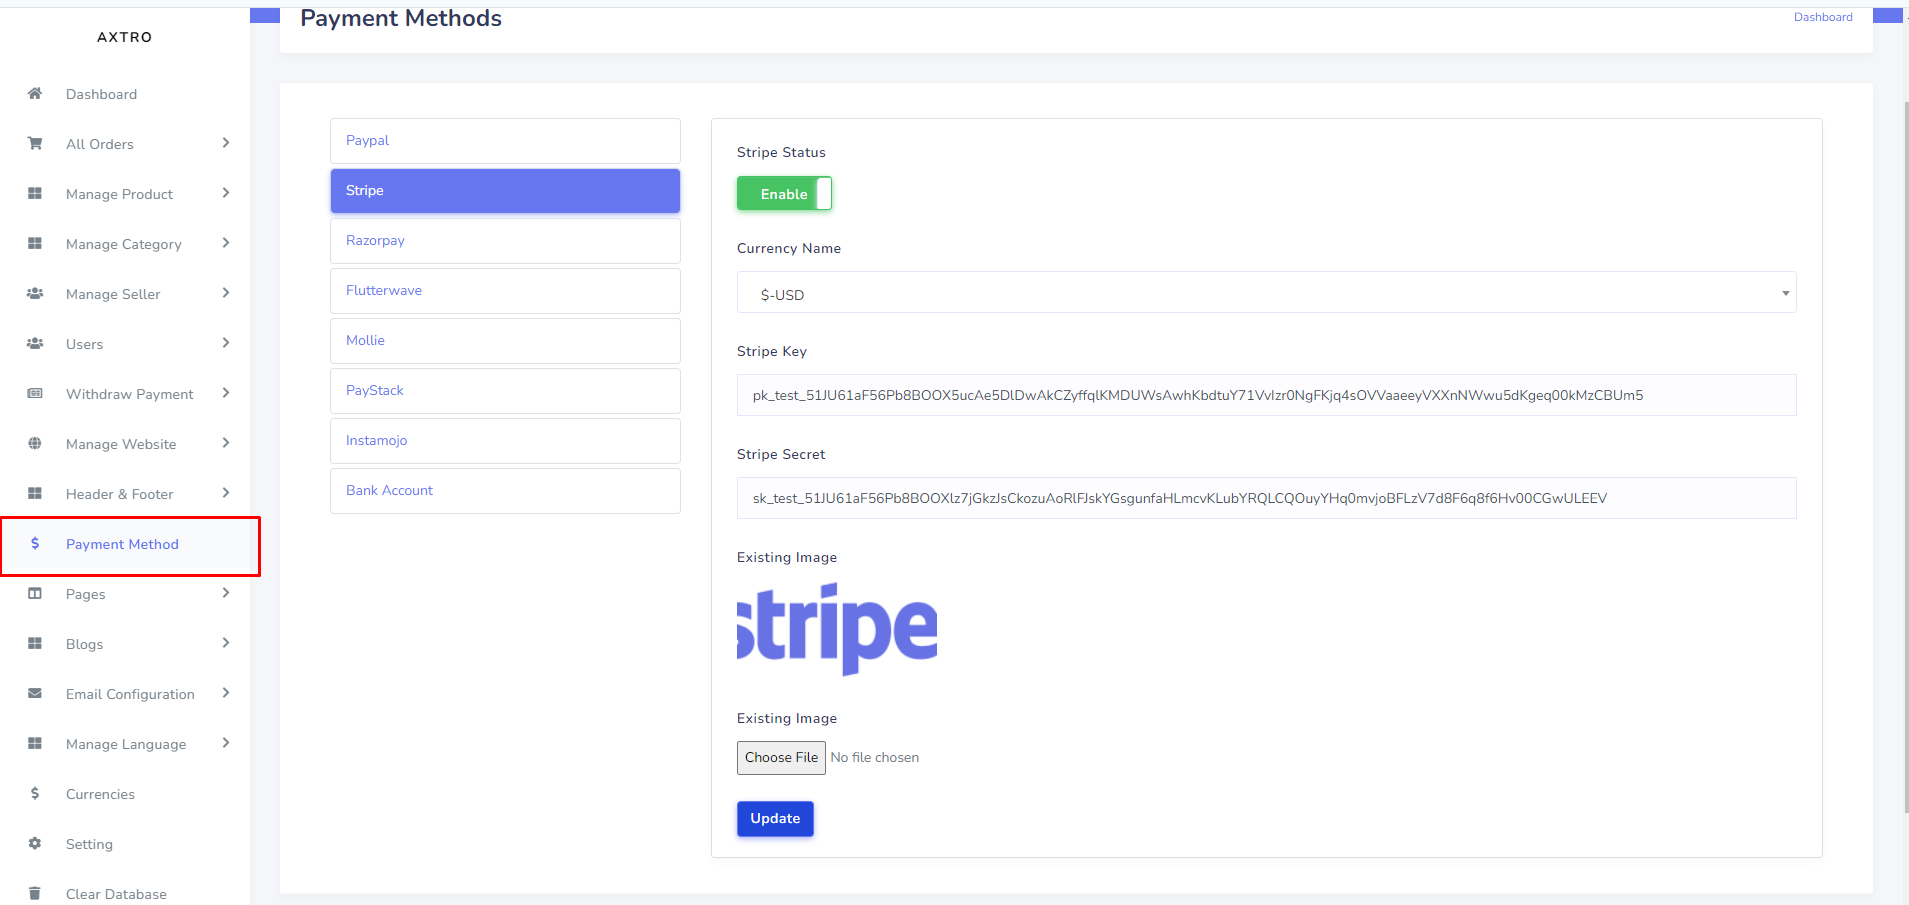 Payment Methods
Dashboard
AXTRO
Dashboard
All Orders
Manage Product
Manage Category
Manage Seller
Users
Withdraw Payment
Manage Website
Header & Footer
$ Payment Method
Pages
Blogs
Email Configuration
Manage Language
$ Currencies
Setting
Clear Database
Paypal
Stripe
Razorpay
Flutterwave
Mollie
PayStack
Instamojo
Bank Account
Stripe Status
Enable
Currency Name
$-USD
Stripe Key
pk_test_51JU61aF56Pb8BOOX5ucAe5DlDwAkCZyffqlKMDUWsAwhKbdtuY71VvIzr0NgFKjq4sOVVaaeeyVXXnNWwu5dKgeq00kMzCBUm5
Stripe Secret
sk_test_51JU61aF56Pb8BOOXlz7jGkzJsCkozuAoRlFJskYGsgunfaHLmcvKLubYRQLCQOuyYHq0mvjoBFLzV7d8F6q8f6Hv00CGwULEEV
Existing Image
stripe
Existing Image
Choose File No file chosen
Update